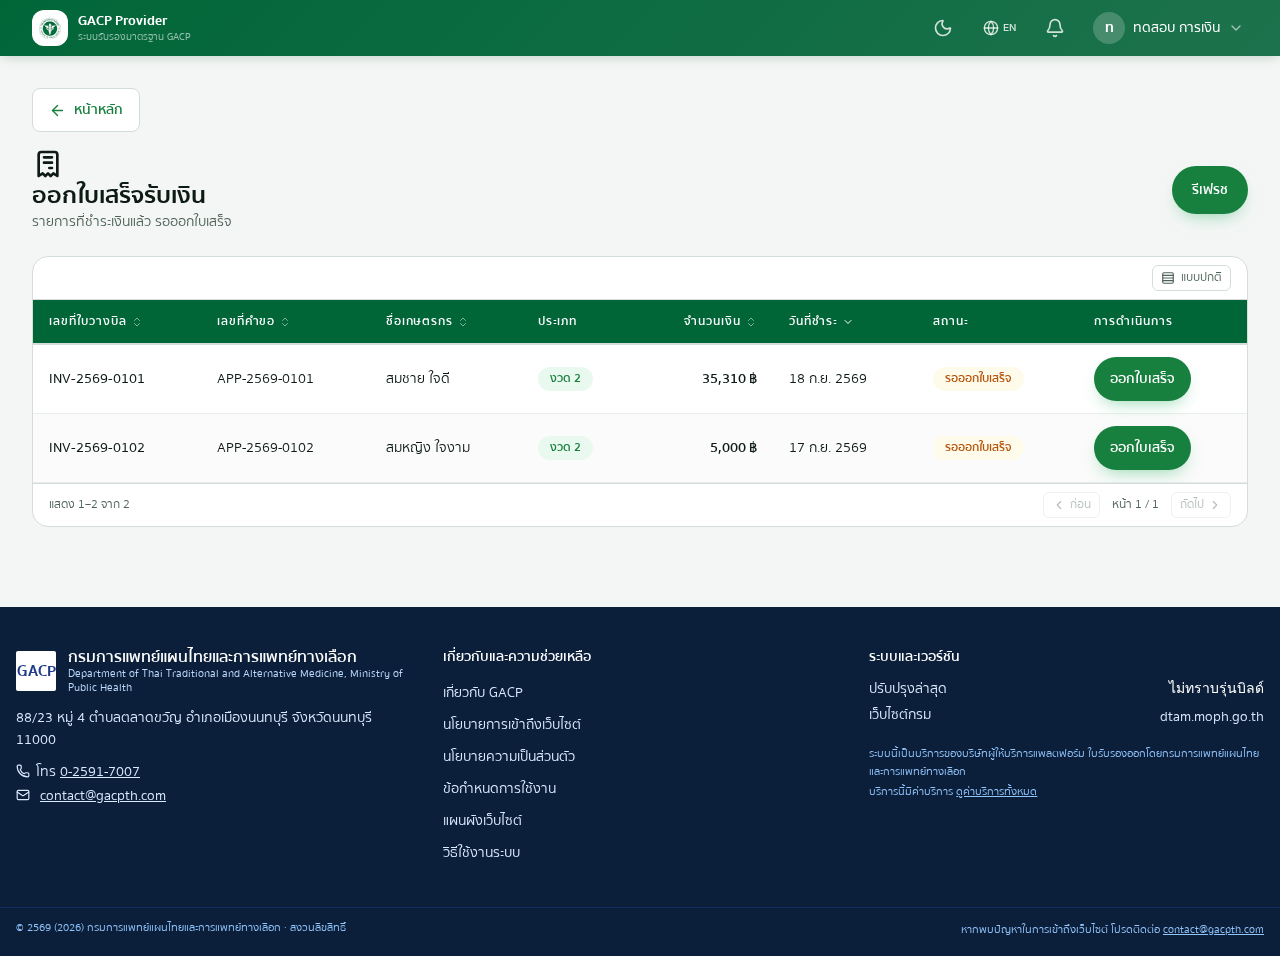 GACP Provider
ระบบรับรองมาตรฐาน GACP
EN
ท
ทดสอบ การเงิน
หน้าหลัก
ออกใบเสร็จรับเงิน
รายการที่ชำระเงินแล้ว รอออกใบเสร็จ
รีเฟรช
แบบปกติ
เลขที่ใบวางบิล เลขที่คำขอ ชื่อเกษตรกร ประเภท จำนวนเงิน วันที่ชำระ สถานะ การดำเนินการ
INV-2569-0101 APP-2569-0101 สมชาย ใจดี งวด 2 35,310 ฿ 18 ก.ย. 2569 รอออกใบเสร็จ ออกใบเสร็จ
INV-2569-0102 APP-2569-0102 สมหญิง ใจงาม งวด 2 5,000 ฿ 17 ก.ย. 2569 รอออกใบเสร็จ ออกใบเสร็จ
แสดง 1–2 จาก 2
ก่อน
หน้า 1 / 1
ถัดไป
GACP
กรมการแพทย์แผนไทยและการแพทย์ทางเลือก
Department of Thai Traditional and Alternative Medicine, Ministry of
Public Health
88/23 หมู่ 4 ตำบลตลาดขวัญ อำเภอเมืองนนทบุรี จังหวัดนนทบุรี
11000
โทร 0-2591-7007
contact@gacpth.com
เกี่ยวกับและความช่วยเหลือ
เกี่ยวกับ GACP
นโยบายการเข้าถึงเว็บไซต์
นโยบายความเป็นส่วนตัว
ข้อกำหนดการใช้งาน
แผนผังเว็บไซต์
วิธีใช้งานระบบ
ระบบและเวอร์ชัน
ปรับปรุงล่าสุด ไม่ทราบรุ่นบิลด์
เว็บไซต์กรม dtam.moph.go.th
ระบบนี้เป็นบริการของบริษัทผู้ให้บริการแพลตฟอร์ม ใบรับรองออกโดยกรมการแพทย์แผนไทย
และการแพทย์ทางเลือก
บริการนี้มีค่าบริการ ดูค่าบริการทั้งหมด
© 2569 (2026) กรมการแพทย์แผนไทยและการแพทย์ทางเลือก · สงวนลิขสิทธิ์
หากพบปัญหาในการเข้าถึงเว็บไซต์ โปรดติดต่อ contact@gacpth.com